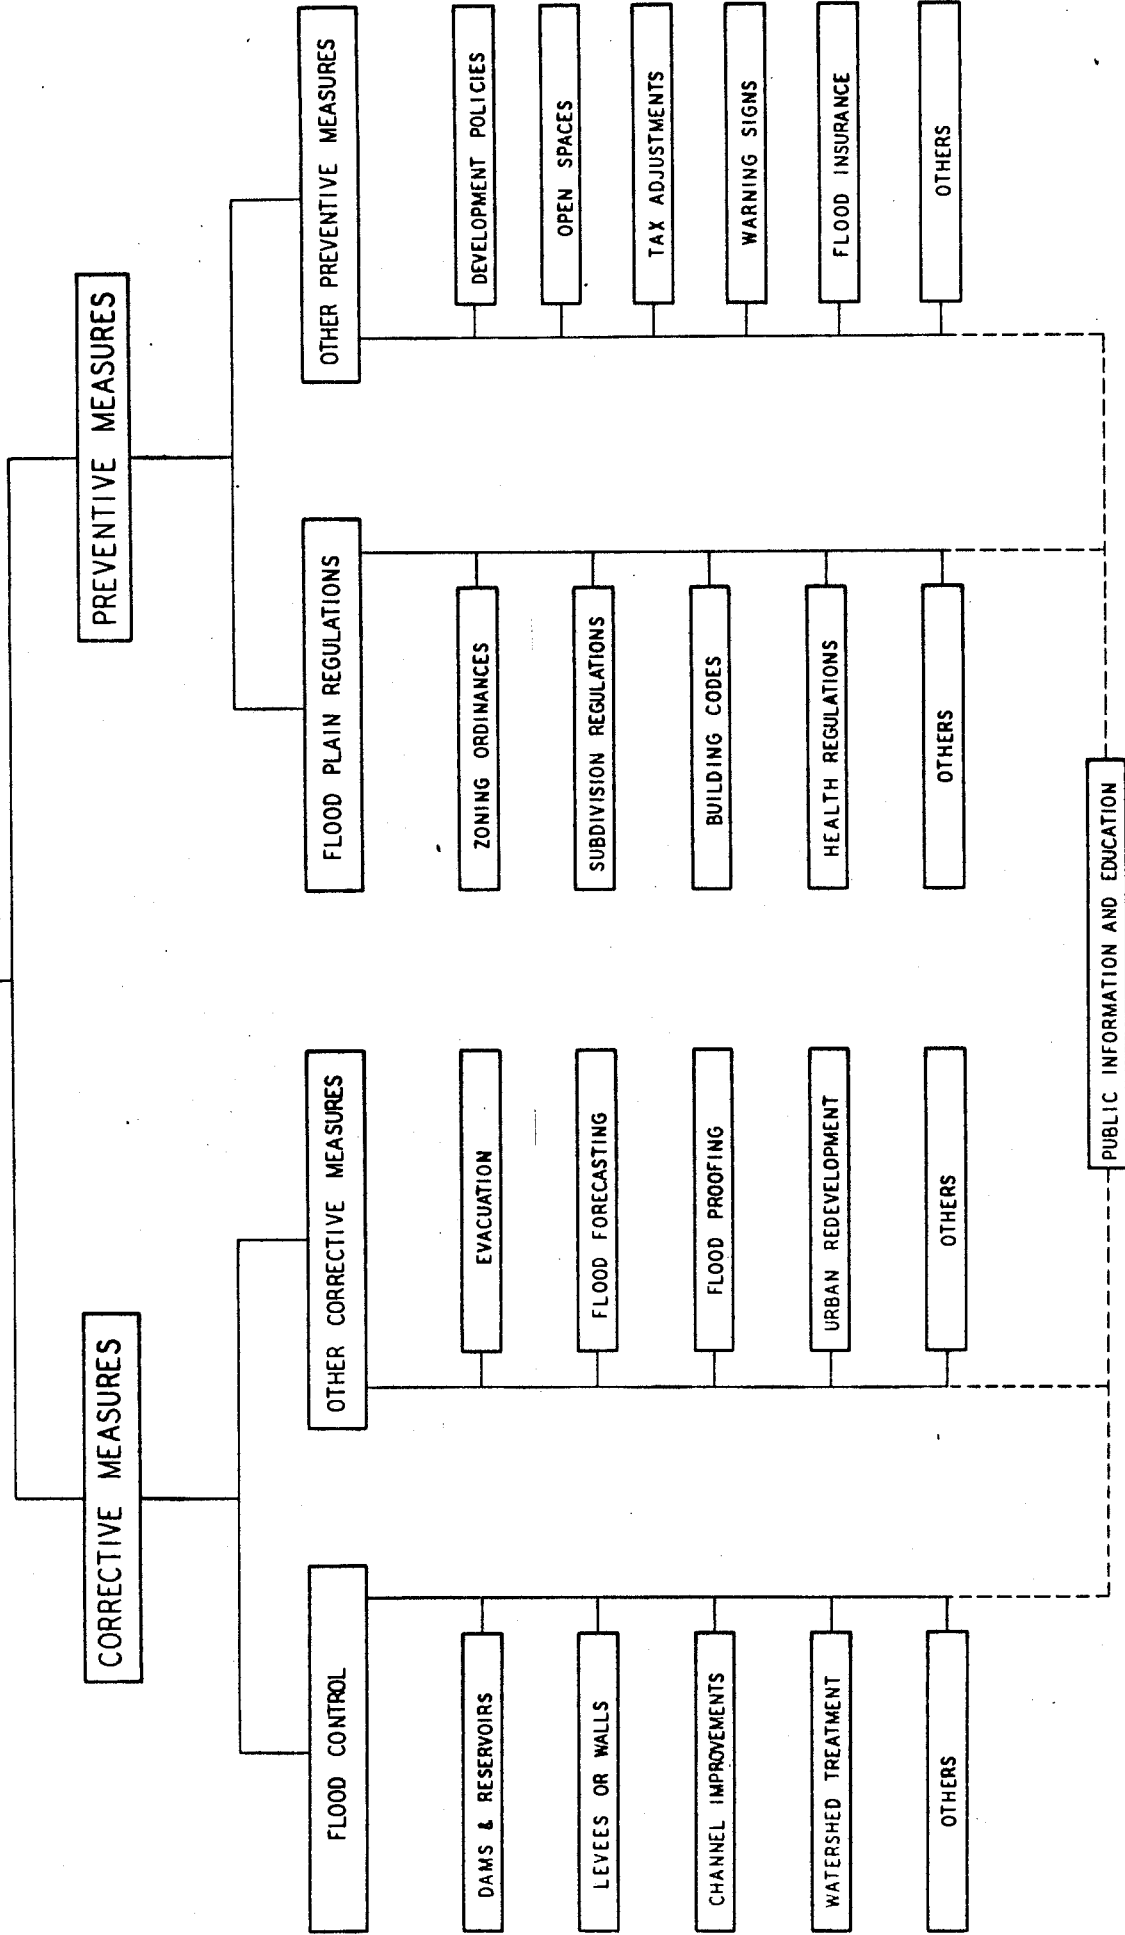 CORRECTIVE MEASURES
PREVENTIVE MEASURES
FLOOD CONTROL
OTHER CORRECTIVE MEASURES
FLOOD PLAIN REGULATIONS
OTHER PREVENTIVE MEASURES
DAMS & RESERVOIRS
LEVEES OR WALLS
CHANNEL IMPROVEMENTS
WATERSHED TREATMENT
OTHERS
EVACUATION
FLOOD FORECASTING
FLOOD PROOFING
URBAN REDEVELOPMENT
OTHERS
ZONING ORDINANCES
SUBDIVISION REGULATIONS
BUILDING CODES
HEALTH REGULATIONS
OTHERS
DEVELOPMENT POLICIES
OPEN SPACES
TAX ADJUSTMENTS
WARNING SIGNS
FLOOD INSURANCE
OTHERS
PUBLIC INFORMATION AND EDUCATION